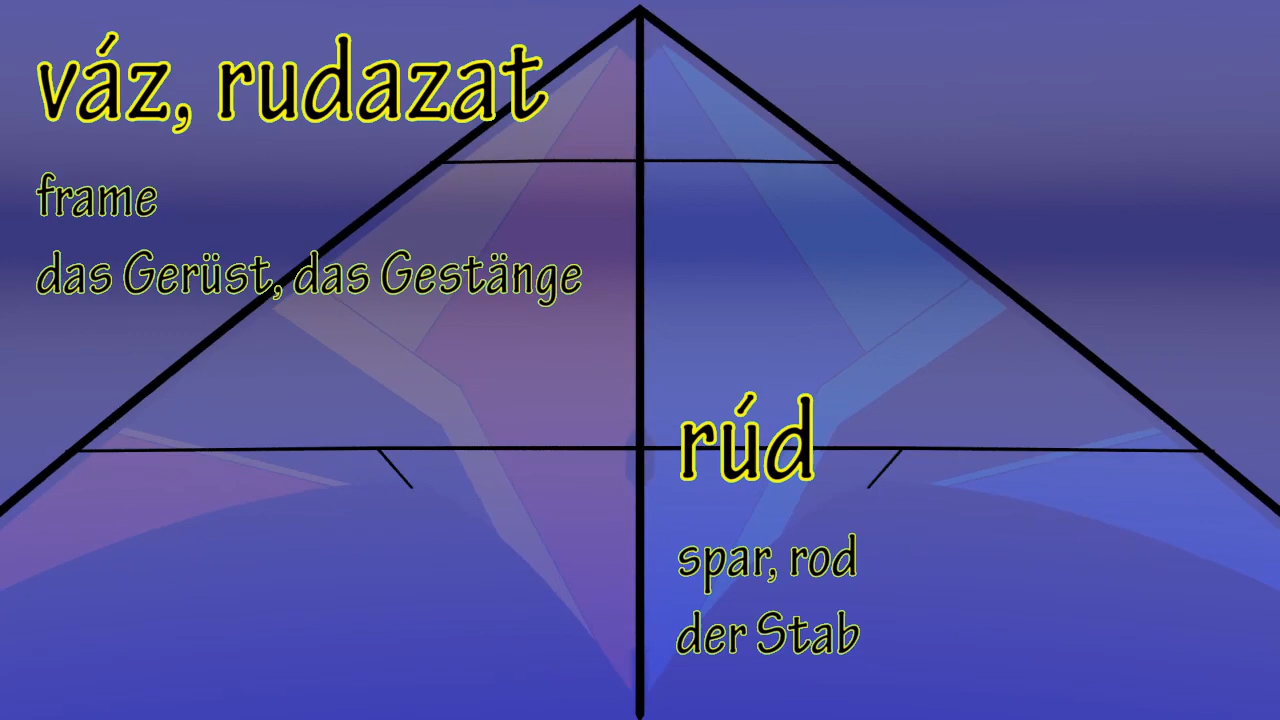 váz, rudazat
frame
das Gerüst, das Gestänge
rúd
spar, rod
der Stab